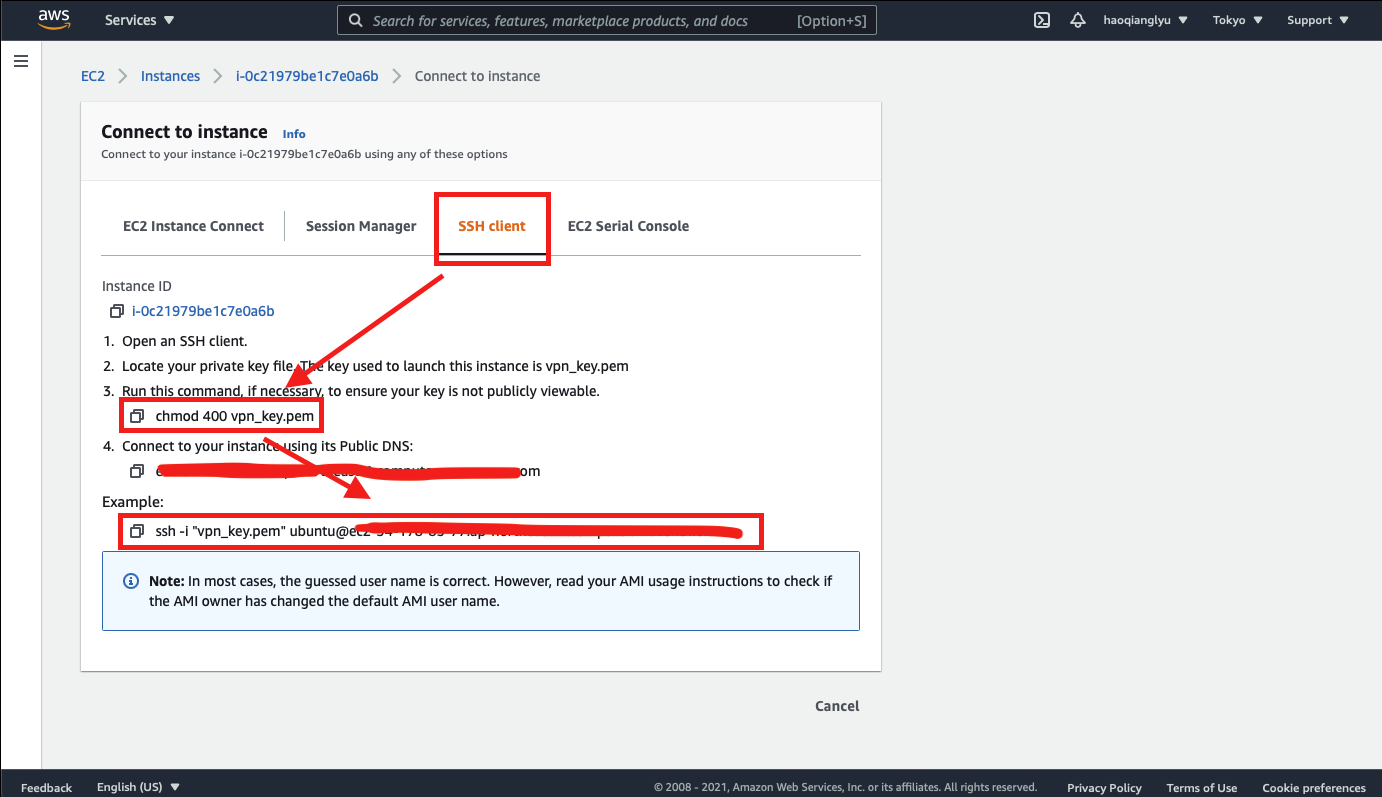 aws
Services
Search for services, features, marketplace products, and docs [Option+S]
haoqianglyu
Tokyo
Support
EC2 Instances i-0c21979be1c7e0a6b Connect to instance
Connect to instance Info
Connect to your instance i-0c21979be1c7e0a6b using any of these options
EC2 Instance Connect
Session Manager
SSH client
EC2 Serial Console
Instance ID
i-0c21979be1c7e0a6b
1. Open an SSH client.
2. Locate your private key file. The key used to launch this instance is vpn_key.pem
3. Run this command, if necessary, to ensure your key is not publicly viewable.
chmod 400 vpn_key.pem
4. Connect to your instance using its Public DNS:
om
Example:
ssh -i "vpn_key.pem" ubuntu@
Note: In most cases, the guessed user name is correct. However, read your AMI usage instructions to check if
the AMI owner has changed the default AMI user name.
Cancel
Feedback
English (US)
© 2008 - 2021, Amazon Web Services, Inc. or its affiliates. All rights reserved.
Privacy Policy
Terms of Use
Cookie preferences